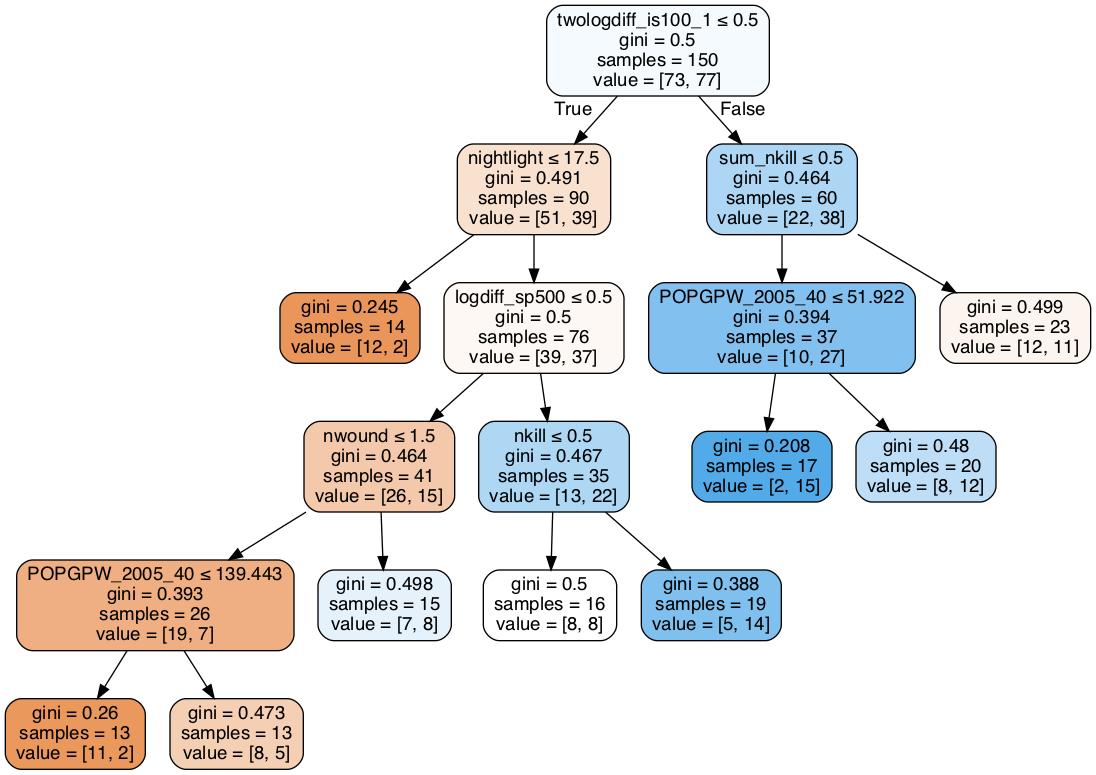 twologdiff_is100_1 ≤ 0.5
gini = 0.5
samples = 150
value = [73, 77]
True
False
nightlight ≤ 17.5
gini = 0.491
samples = 90
value = [51, 39]
sum_nkill ≤ 0.5
gini = 0.464
samples = 60
value = [22, 38]
gini = 0.245
samples = 14
value = [12, 2]
logdiff_sp500 ≤ 0.5
gini = 0.5
samples = 76
value = [39, 37]
POPGPW_2005_40 ≤ 51.922
gini = 0.394
samples = 37
value = [10, 27]
gini = 0.499
samples = 23
value = [12, 11]
nwound ≤ 1.5
gini = 0.464
samples = 41
value = [26, 15]
nkill ≤ 0.5
gini = 0.467
samples = 35
value = [13, 22]
gini = 0.208
samples = 17
value = [2, 15]
gini = 0.48
samples = 20
value = [8, 12]
POPGPW_2005_40 ≤ 139.443
gini = 0.393
samples = 26
value = [19, 7]
gini = 0.498
samples = 15
value = [7, 8]
gini = 0.5
samples = 16
value = [8, 8]
gini = 0.388
samples = 19
value = [5, 14]
gini = 0.26
samples = 13
value = [11, 2]
gini = 0.473
samples = 13
value = [8, 5]